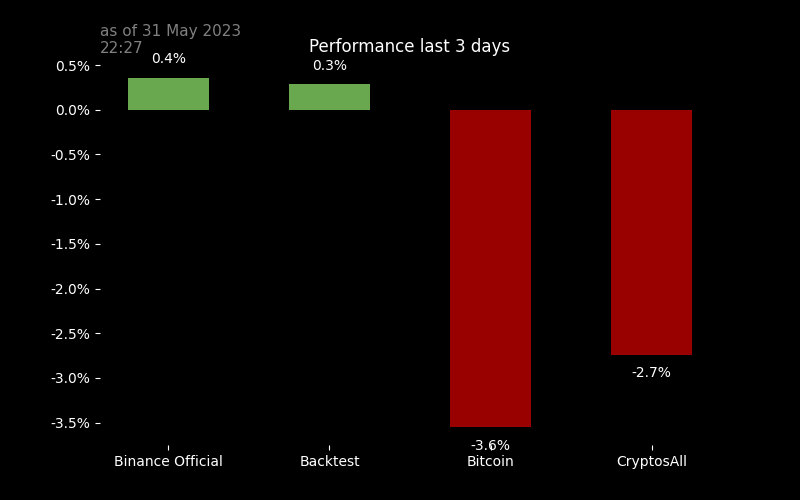 as of 31 May 2023
22:27
Performance last 3 days
0.4%
0.3%
0.5%
0.0%
-0.5%
-1.0%
-1.5%
-2.0%
-2.5%
-3.0%
-3.5%
-2.7%
-3.6%
Binance Official
Backtest
Bitcoin
CryptosAll